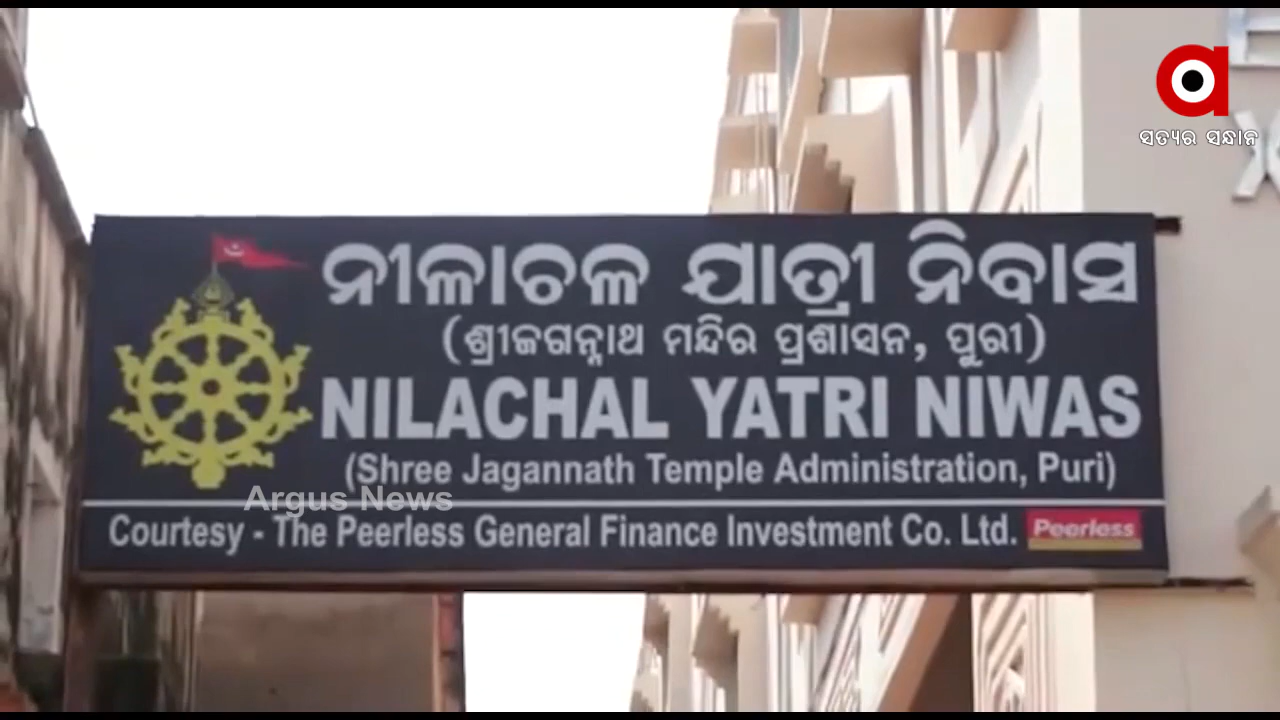 ସତ୍ୟର ସନ୍ଧାନ
ନୀଳାଚଳ ଯାତ୍ରୀ ନିବାସ
(ଶ୍ରୀଜଗନ୍ନାଥ ମନ୍ଦିର ପ୍ରଶାସନ, ପୁରୀ)
NILACHAL YATRI NIWAS
(Shree Jagannath Temple Administration, Puri)
Argus News
Courtesy - The Peerless General Finance Investment Co. Ltd. Peerless